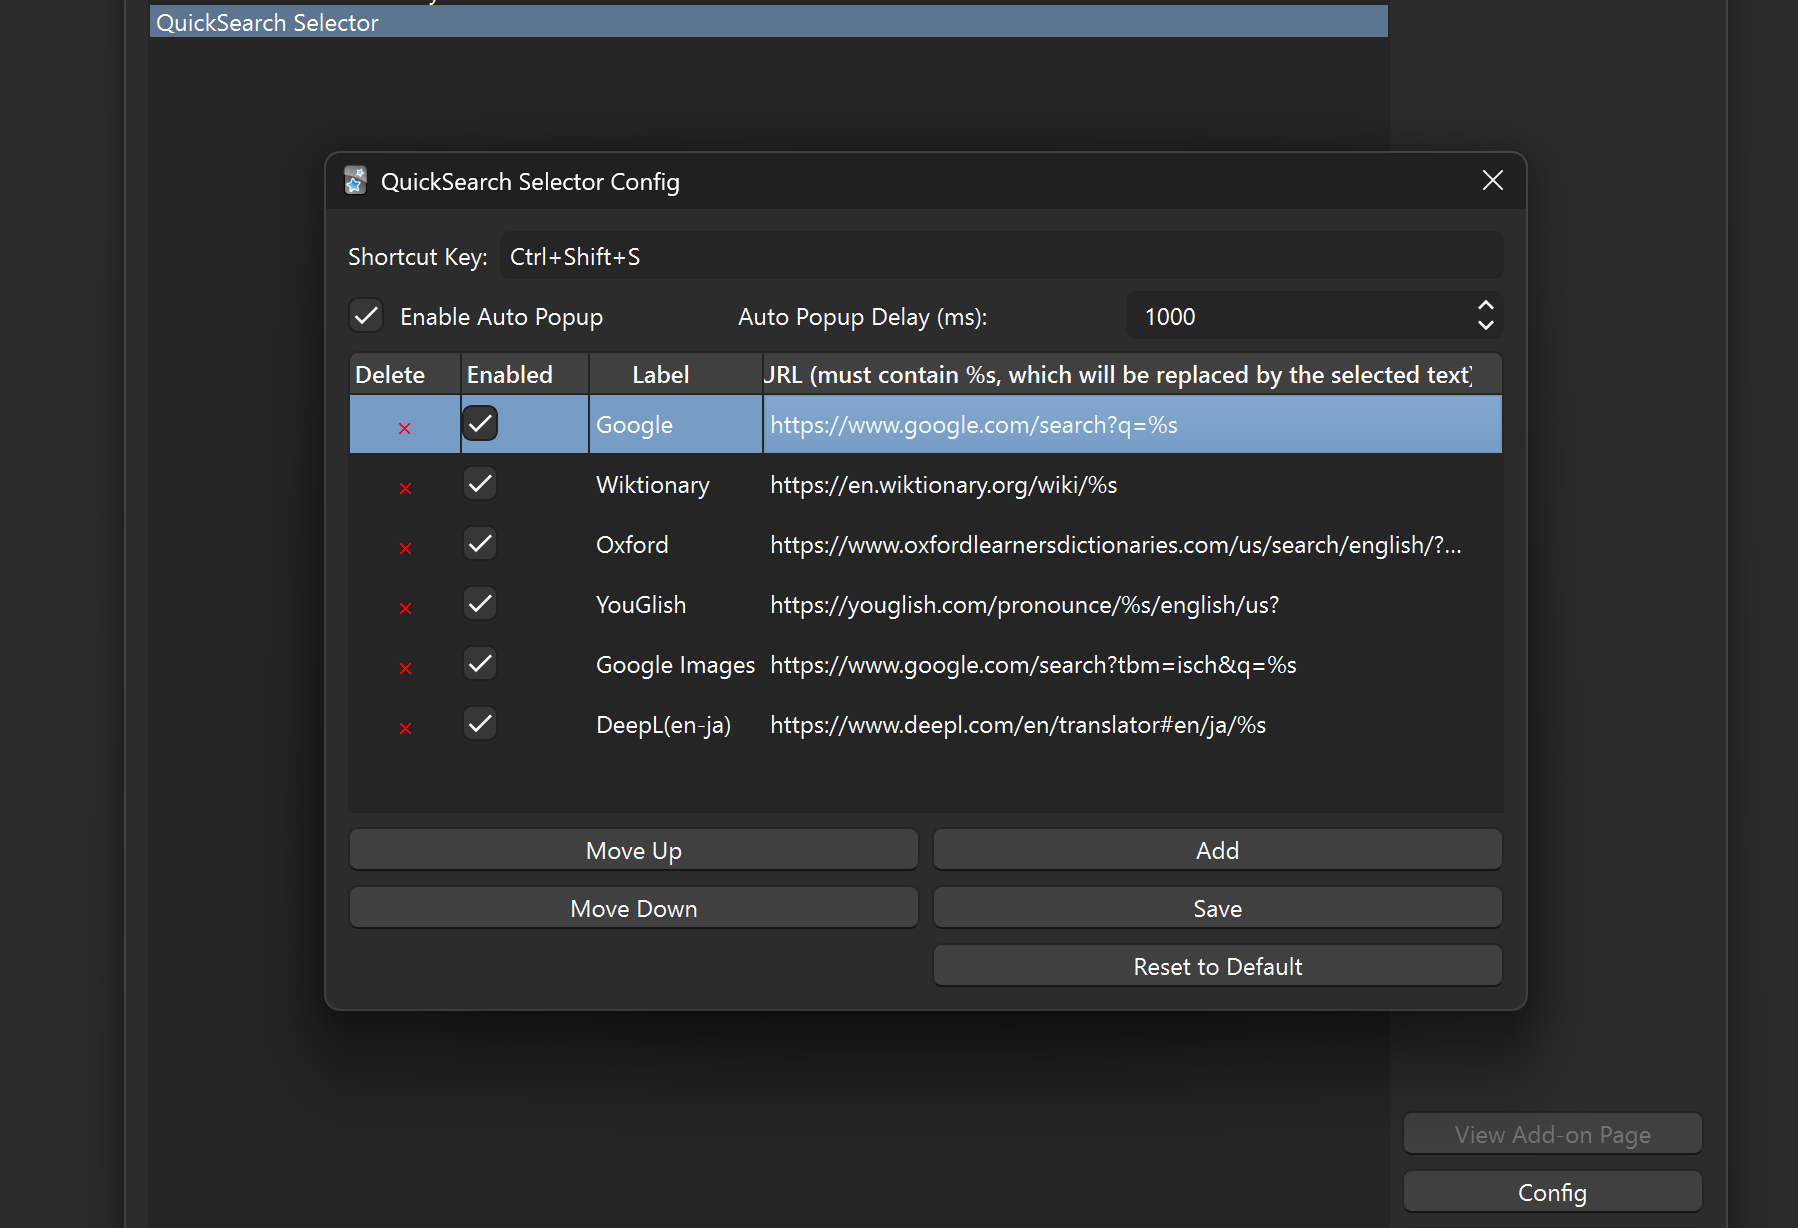 QuickSearch Selector
QuickSearch Selector Config
Shortcut Key: Ctrl+Shift+S
Enable Auto Popup Auto Popup Delay (ms): 1000
Delete Enabled Label URL (must contain %s, which will be replaced by the selected text)
Google https://www.google.com/search?q=%s
Wiktionary https://en.wiktionary.org/wiki/%s
Oxford https://www.oxfordlearnersdictionaries.com/us/search/english/?...
YouGlish https://youglish.com/pronounce/%s/english/us?
Google Images https://www.google.com/search?tbm=isch&q=%s
DeepL(en-ja) https://www.deepl.com/en/translator#en/ja/%s
Move Up Add
Move Down Save
Reset to Default
View Add-on Page
Config